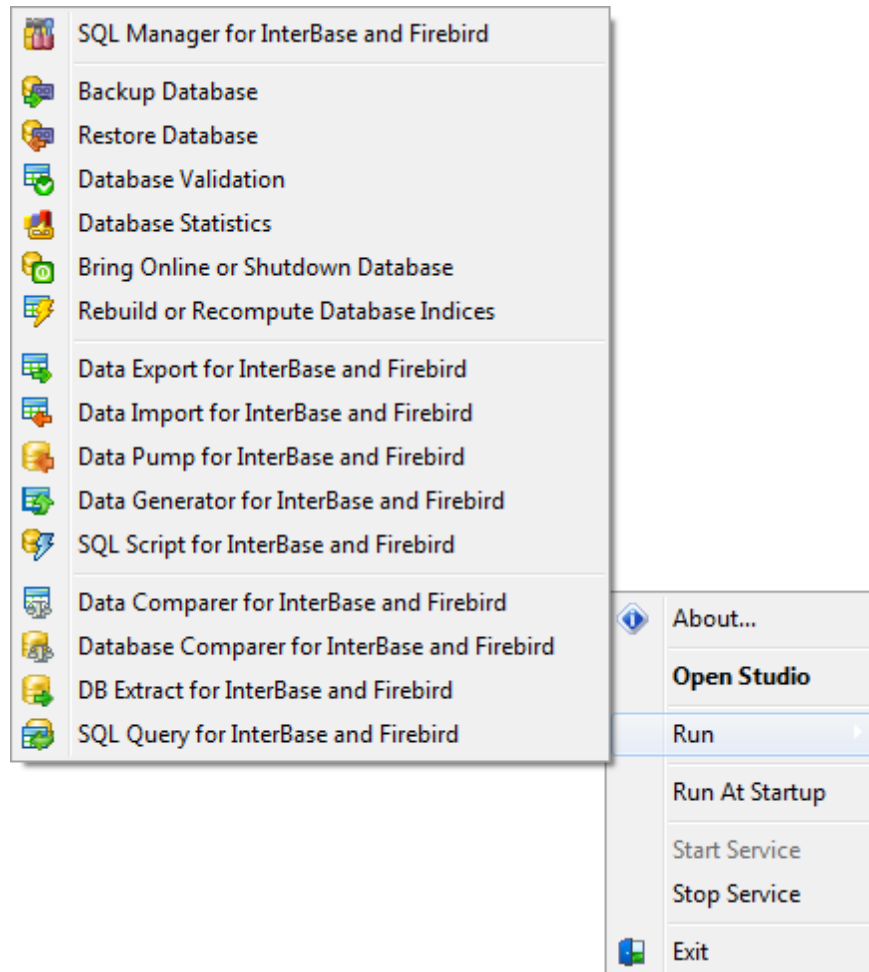 SQL Manager for InterBase and Firebird
Backup Database
Restore Database
Database Validation
Database Statistics
Bring Online or Shutdown Database
Rebuild or Recompute Database Indices
Data Export for InterBase and Firebird
Data Import for InterBase and Firebird
Data Pump for InterBase and Firebird
Data Generator for InterBase and Firebird
SQL Script for InterBase and Firebird
Data Comparer for InterBase and Firebird
Database Comparer for InterBase and Firebird
DB Extract for InterBase and Firebird
SQL Query for InterBase and Firebird
About...
Open Studio
Run
Run At Startup
Start Service
Stop Service
Exit